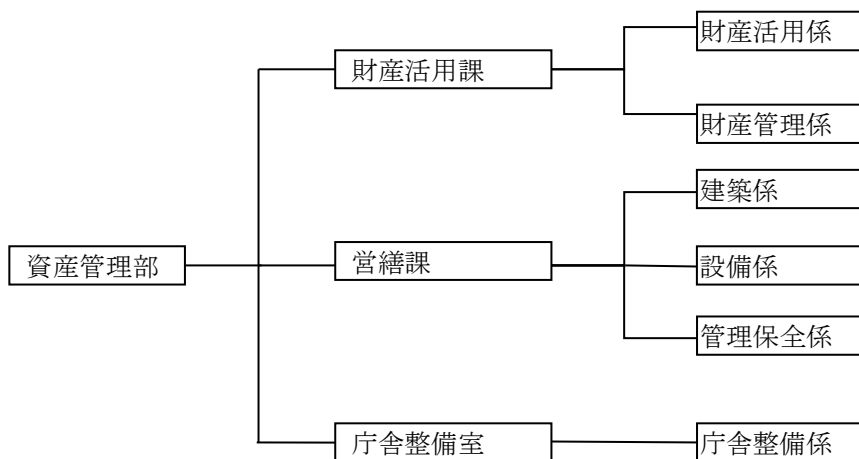 資産管理部
財産活用課
財産活用係
財産管理係
営繕課
建築係
設備係
管理保全係
庁舎整備室
庁舎整備係